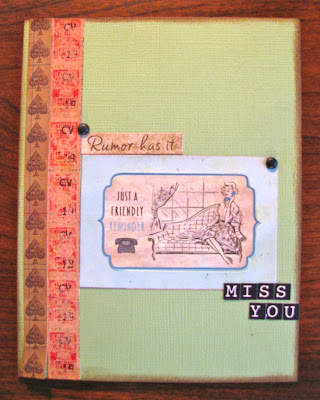 Rumor has it
JUST A
FRIENDLY
REMINDER
MISS
YOU